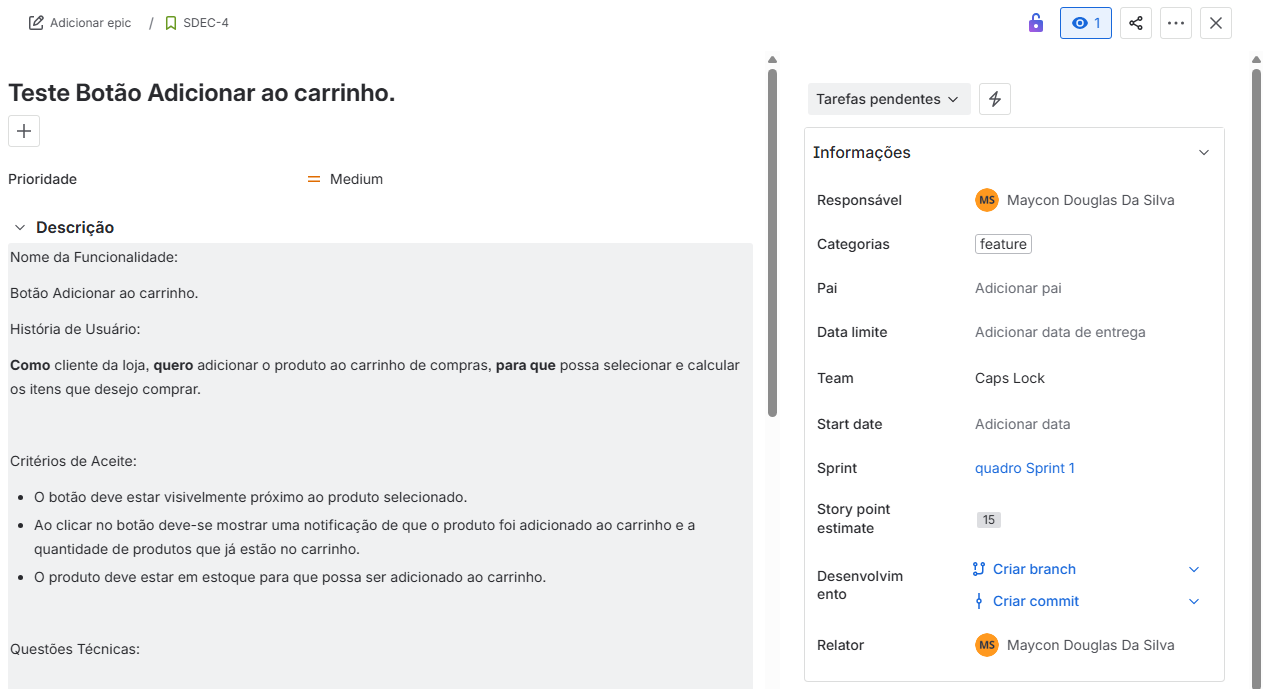 Adicionar epic / SDEC-4
1
Teste Botão Adicionar ao carrinho.
Prioridade Medium
Descrição
Nome da Funcionalidade:
Botão Adicionar ao carrinho.
História de Usuário:
Como cliente da loja, quero adicionar o produto ao carrinho de compras, para que possa selecionar e calcular
os itens que desejo comprar.
Critérios de Aceite:
• O botão deve estar visivelmente próximo ao produto selecionado.
• Ao clicar no botão deve-se mostrar uma notificação de que o produto foi adicionado ao carrinho e a
quantidade de produtos que já estão no carrinho.
• O produto deve estar em estoque para que possa ser adicionado ao carrinho.
Questões Técnicas:
Tarefas pendentes
Informações
Responsável MS Maycon Douglas Da Silva
Categorias feature
Pai Adicionar pai
Data limite Adicionar data de entrega
Team Caps Lock
Start date Adicionar data
Sprint quadro Sprint 1
Story point
estimate 15
Desenvolvim
ento
Criar branch
Criar commit
Relator MS Maycon Douglas Da Silva